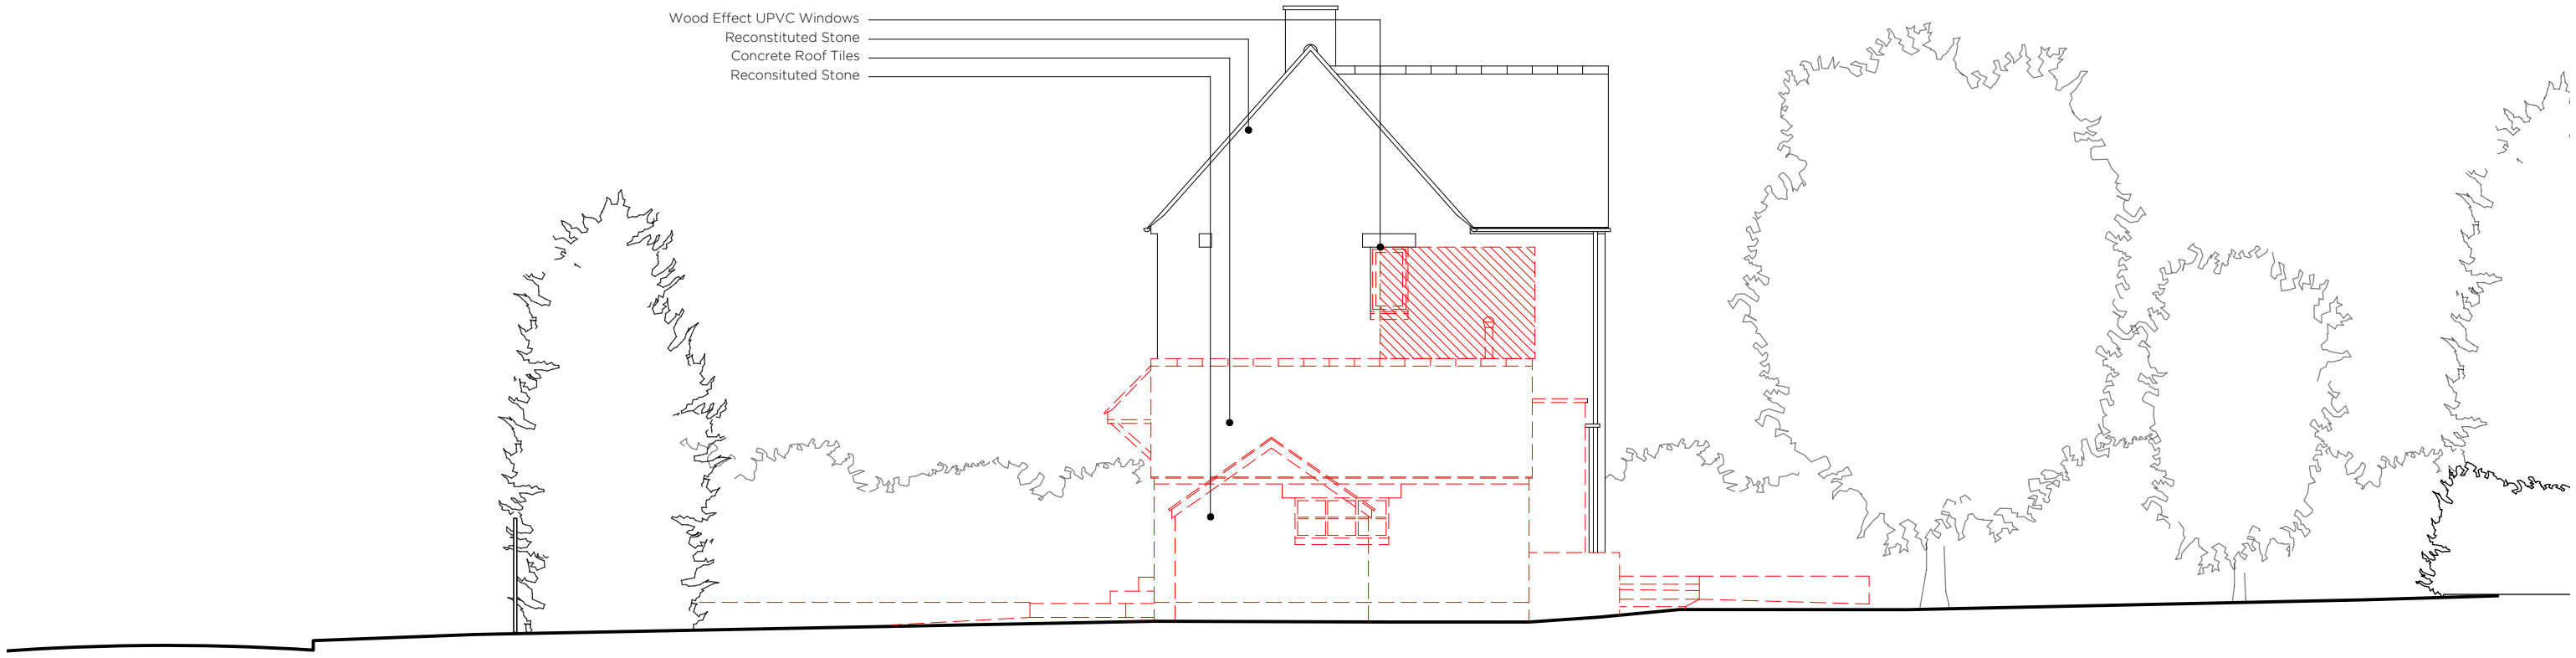 Wood Effect UPVC Windows
Reconstituted Stone
Concrete Roof Tiles
Reconsituted Stone